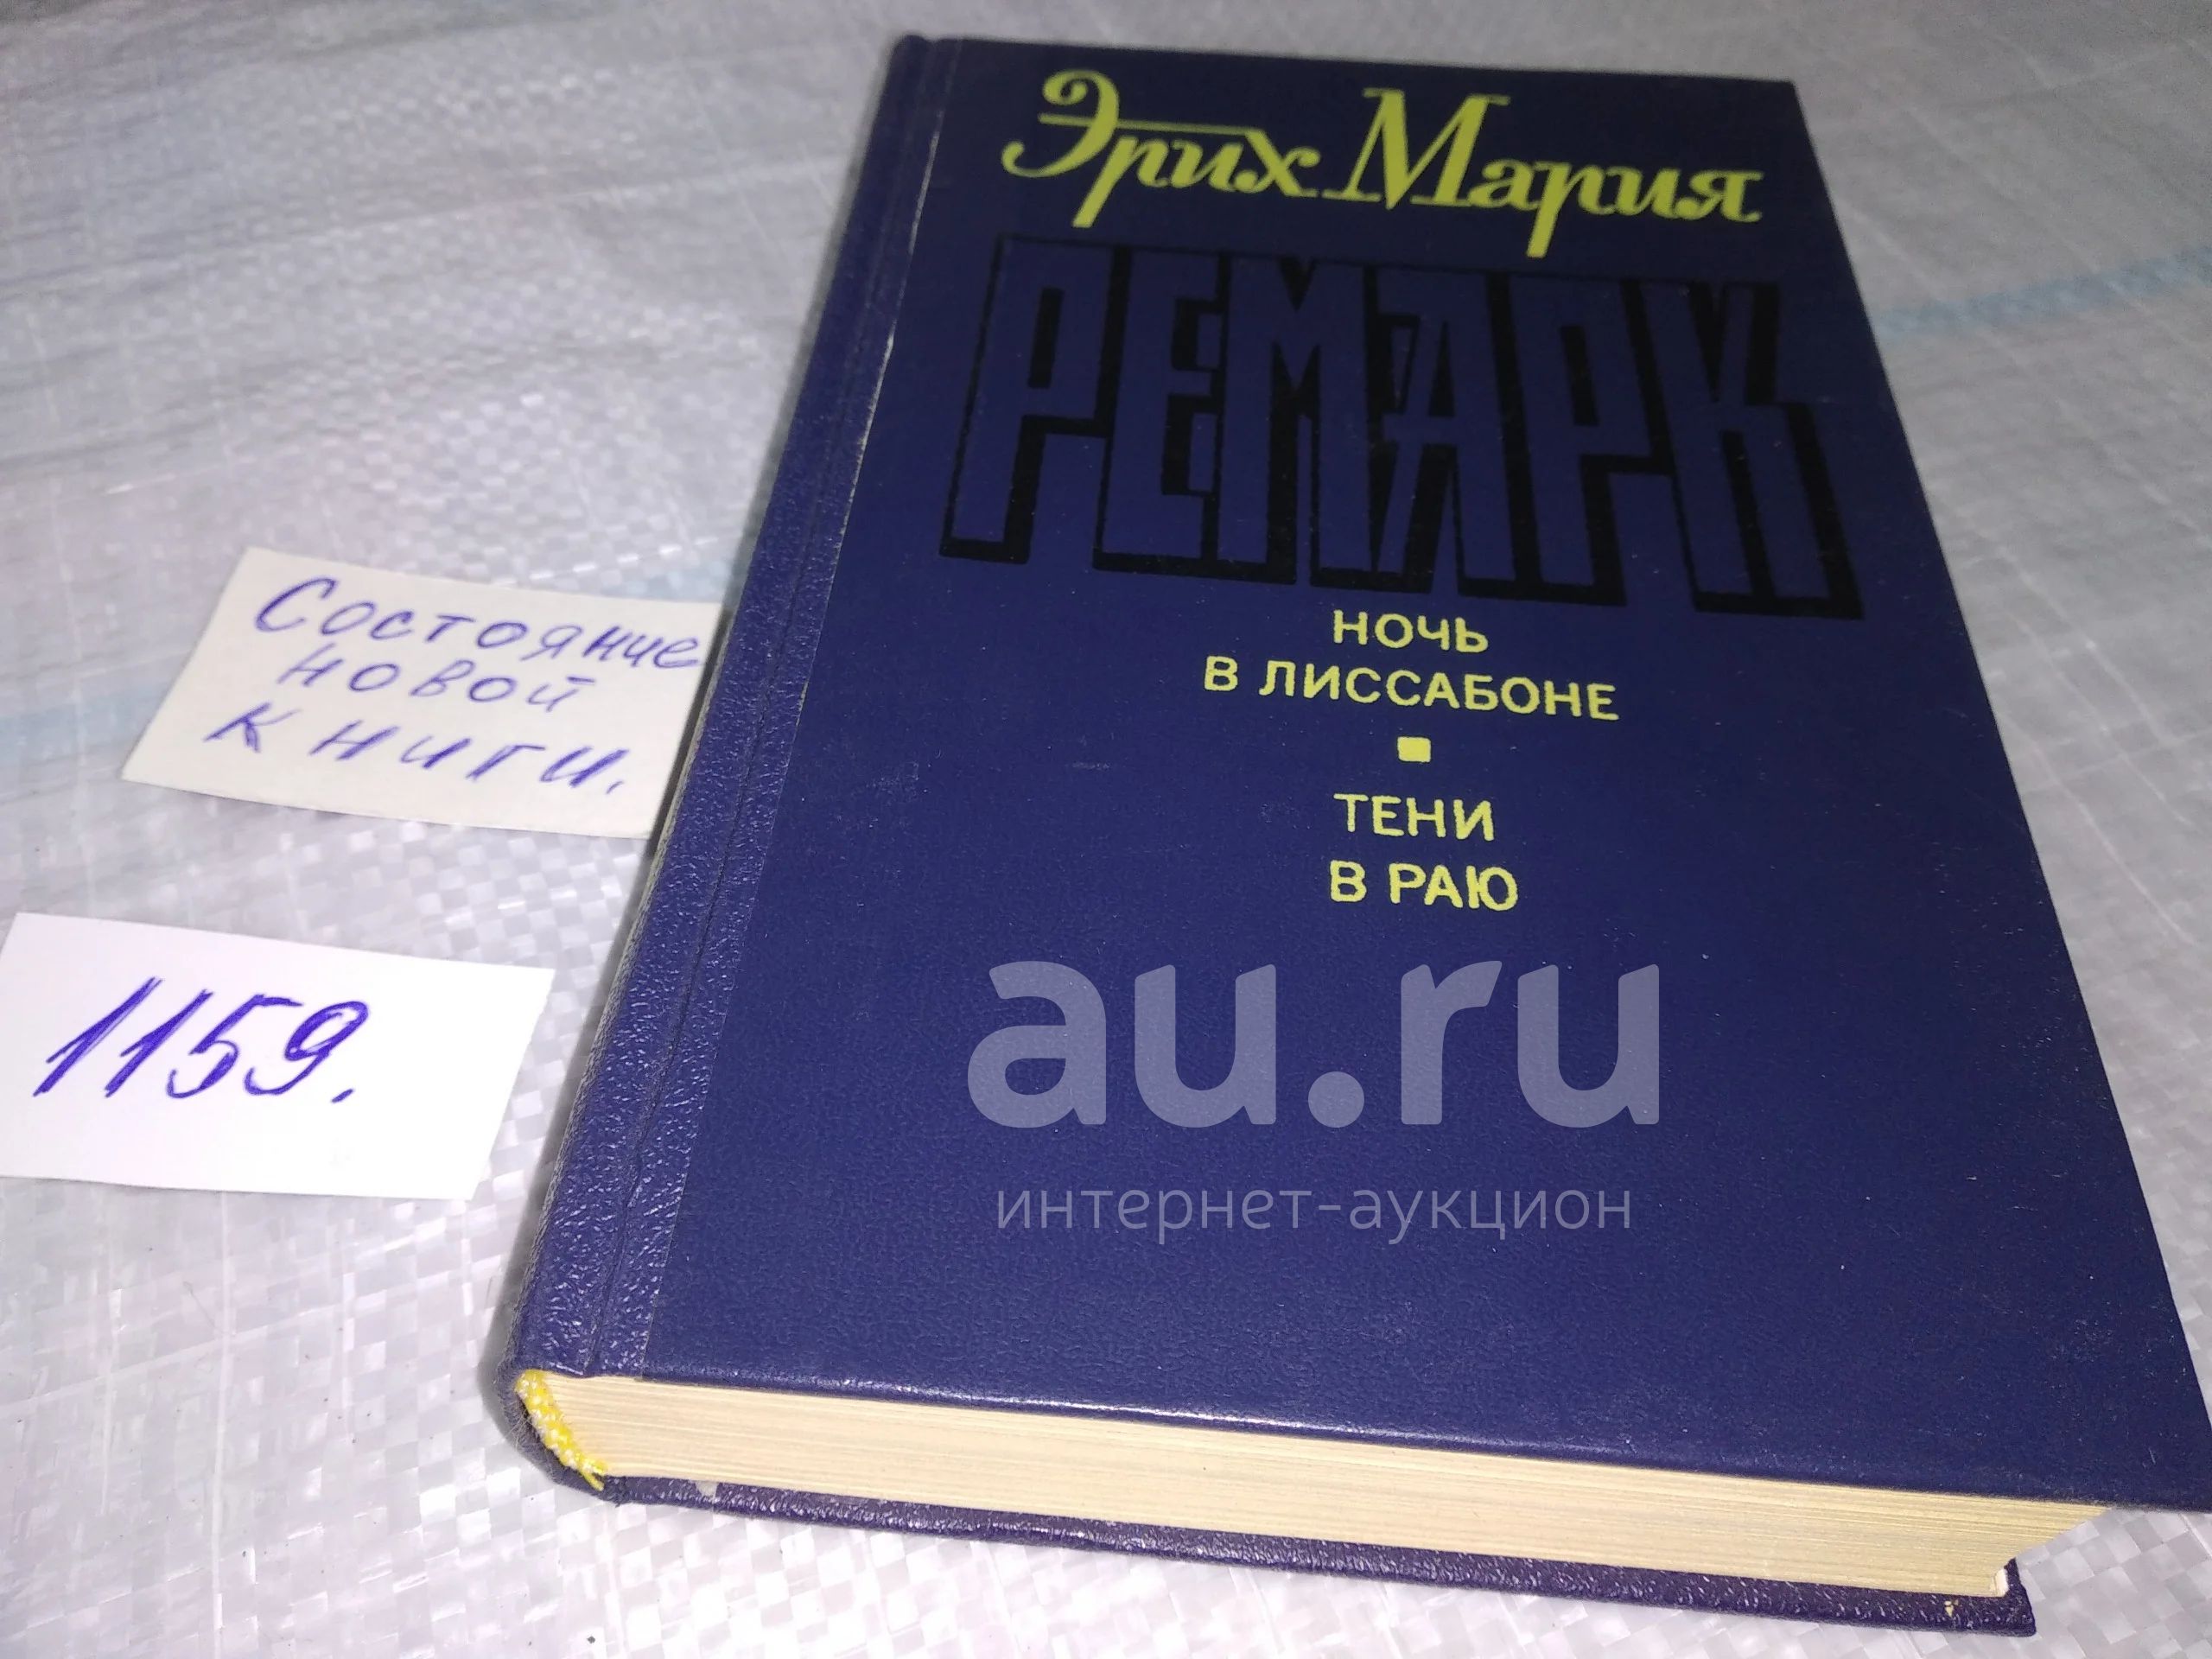 Эрих Мария
РЕМАРК
НОЧЬ
В ЛИССАБОНЕ
ТЕНИ
В РАЮ
Состояние
новой
книги.
1159.
au.ru
интернет-аукцион